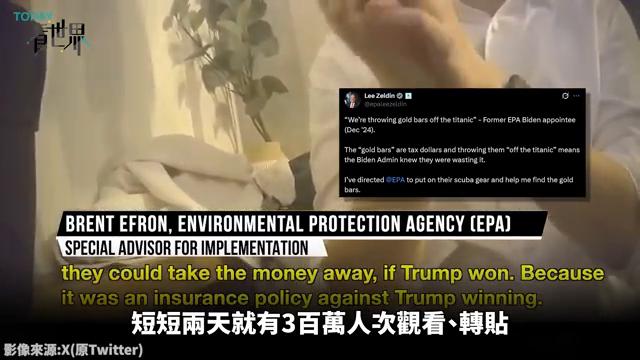 TODAY
看世界
Lee Zeldin
@epaleezeldin
“We’re throwing gold bars off the titanic” - Former EPA Biden appointee
(Dec ‘24).
The “gold bars” are tax dollars and throwing them “off the titanic” means
the Biden Admin knew they were wasting it.
I’ve directed @EPA to put on their scuba gear and help me find the gold
bars.
BRENT EFRON, ENVIRONMENTAL PROTECTION AGENCY (EPA)
SPECIAL ADVISOR FOR IMPLEMENTATION
they could take the money away, if Trump won. Because
it was an insurance policy against Trump winning.
短短兩天就有3百萬人次觀看、轉貼
影像來源:X(原Twitter)